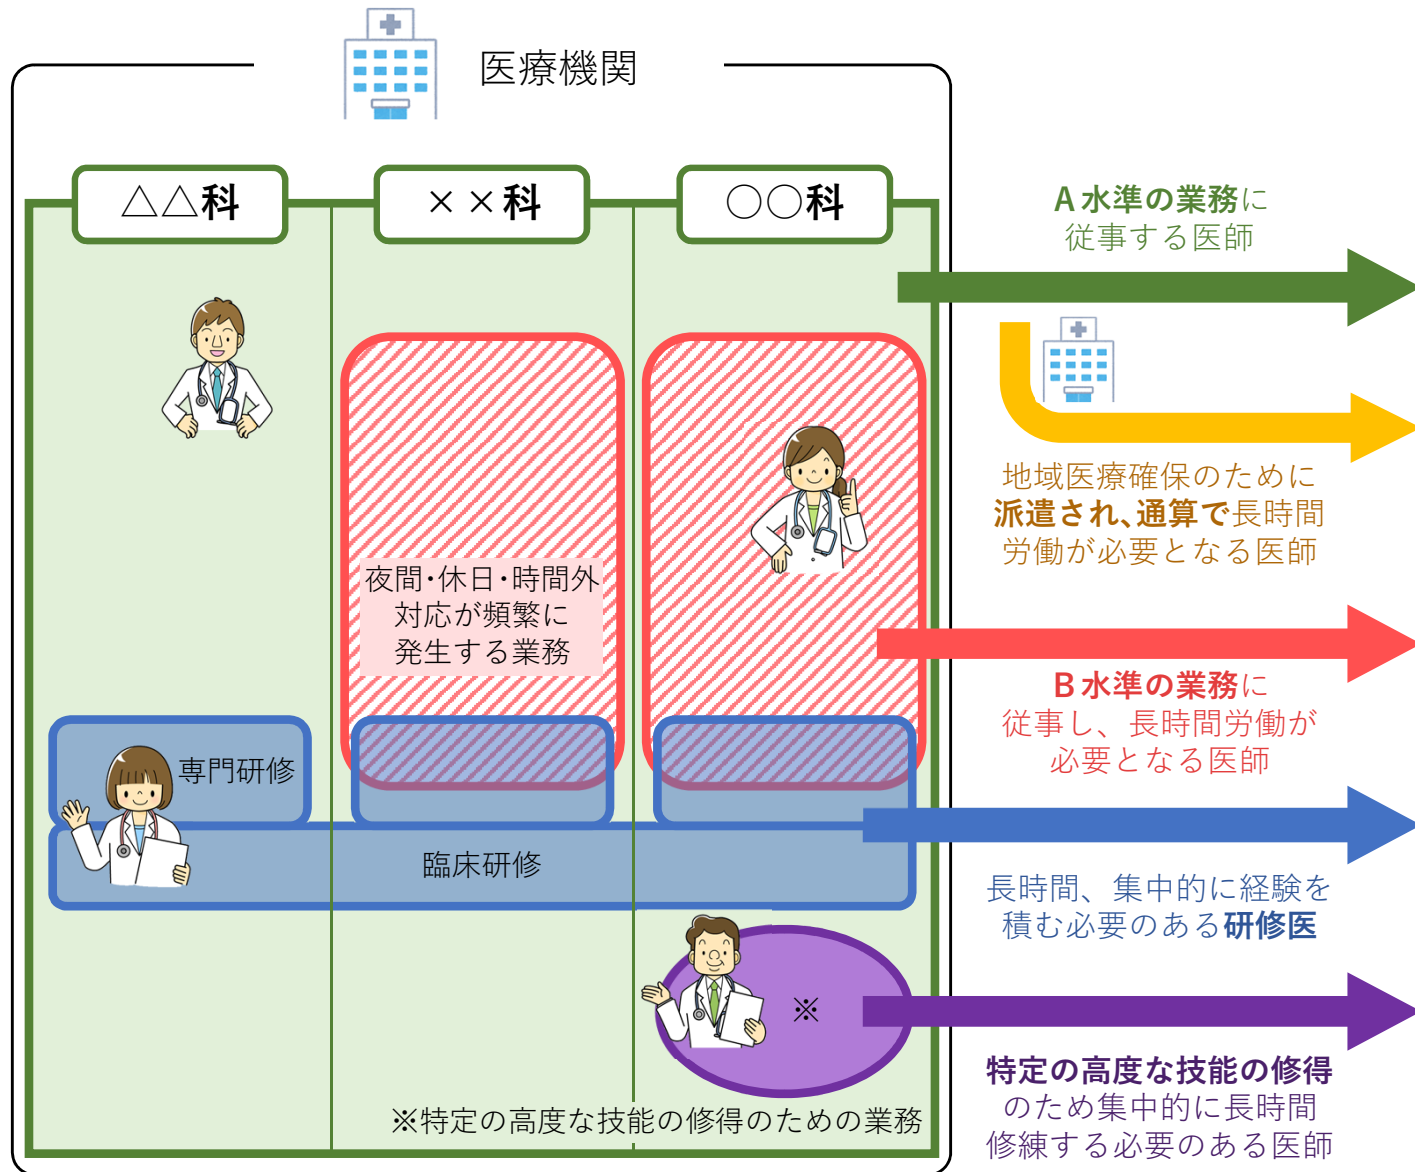 医療機関
△△科
××科
○○科
夜間・休日・時間外
対応が頻繁に
発生する業務
専門研修
臨床研修
※
※特定の高度な技能の修得のための業務
A水準の業務に
従事する医師
地域医療確保のために
派遣され、通算で長時間
労働が必要となる医師
B水準の業務に
従事し、長時間労働が
必要となる医師
長時間、集中的に経験を
積む必要のある研修医
特定の高度な技能の修得
のため集中的に長時間
修練する必要のある医師